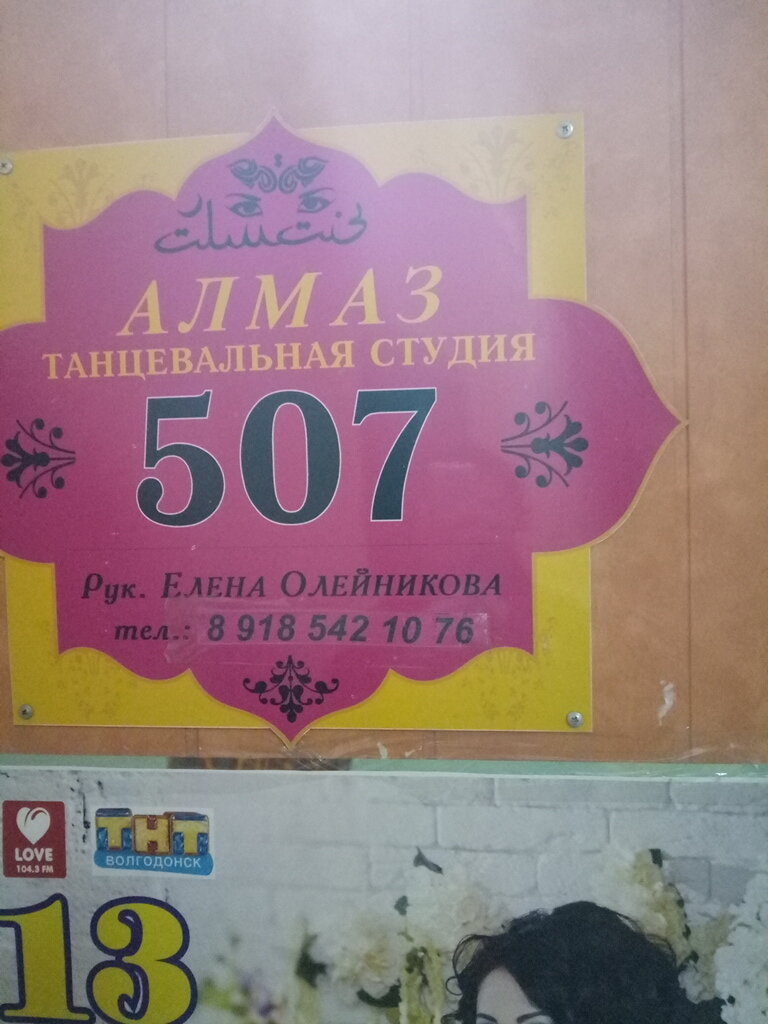 АЛМАЗ
ТАНЦЕВАЛЬНАЯ СТУДИЯ
507
Рук. ЕЛЕНА ОЛЕЙНИКОВА
тел.: 8 918 542 10 76
LOVE
104.3 FM
ТНТ
ВОЛГОДОНСК
13